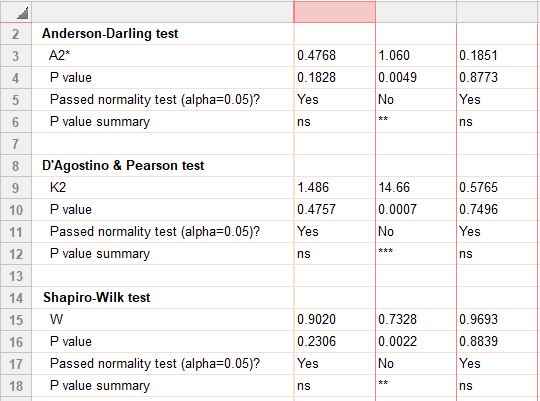 2 Anderson-Darling test
3 A2* 0.4768 1.060 0.1851
4 P value 0.1828 0.0049 0.8773
5 Passed normality test (alpha=0.05)? Yes No Yes
6 P value summary ns ** ns
7
8 D'Agostino & Pearson test
9 K2 1.486 14.66 0.5765
10 P value 0.4757 0.0007 0.7496
11 Passed normality test (alpha=0.05)? Yes No Yes
12 P value summary ns *** ns
13
14 Shapiro-Wilk test
15 W 0.9020 0.7328 0.9693
16 P value 0.2306 0.0022 0.8839
17 Passed normality test (alpha=0.05)? Yes No Yes
18 P value summary ns ** ns